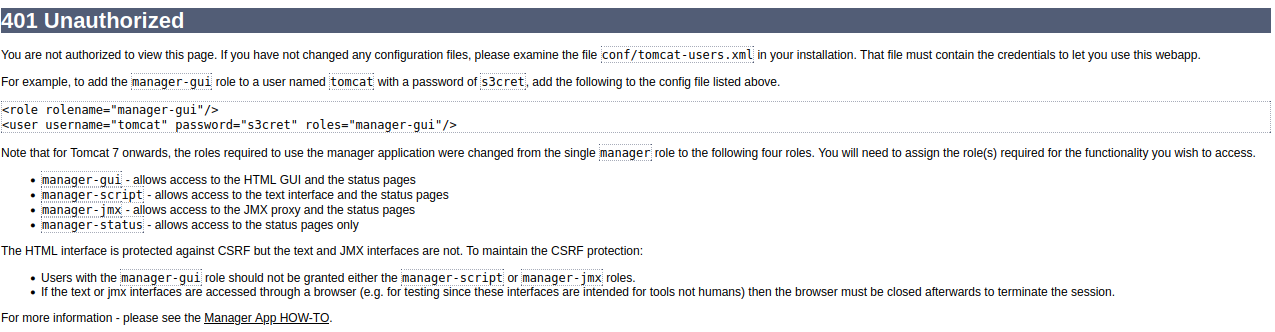 401 Unauthorized
You are not authorized to view this page. If you have not changed any configuration files, please examine the file conf/tomcat-users.xml in your installation. That file must contain the credentials to let you use this webapp.
For example, to add the manager-gui role to a user named tomcat with a password of s3cret, add the following to the config file listed above.
<role rolename="manager-gui"/>
<user username="tomcat" password="s3cret" roles="manager-gui"/>
Note that for Tomcat 7 onwards, the roles required to use the manager application were changed from the single manager role to the following four roles. You will need to assign the role(s) required for the functionality you wish to access.
• manager-gui - allows access to the HTML GUI and the status pages
• manager-script - allows access to the text interface and the status pages
• manager-jmx - allows access to the JMX proxy and the status pages
• manager-status - allows access to the status pages only
The HTML interface is protected against CSRF but the text and JMX interfaces are not. To maintain the CSRF protection:
• Users with the manager-gui role should not be granted either the manager-script or manager-jmx roles.
• If the text or jmx interfaces are accessed through a browser (e.g. for testing since these interfaces are intended for tools not humans) then the browser must be closed afterwards to terminate the session.
For more information - please see the Manager App HOW-TO.